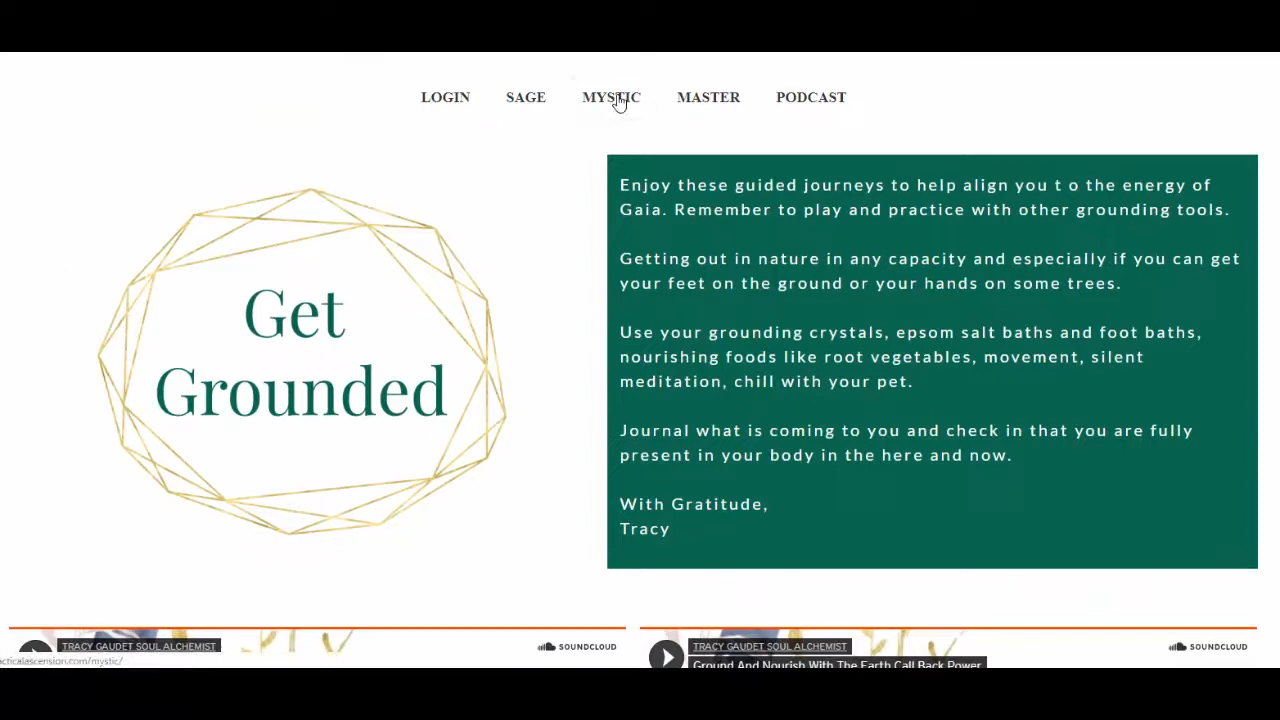 LOGIN SAGE MYSTIC MASTER PODCAST
Get
Grounded
Enjoy these guided journeys to help align you t o the energy of
Gaia. Remember to play and practice with other grounding tools.
Getting out in nature in any capacity and especially if you can get
your feet on the ground or your hands on some trees.
Use your grounding crystals, epsom salt baths and foot baths,
nourishing foods like root vegetables, movement, silent
meditation, chill with your pet.
Journal what is coming to you and check in that you are fully
present in your body in the here and now.
With Gratitude,
Tracy
TRACY GAUDET SOUL ALCHEMIST
SOUNDCLOUD
TRACY GAUDET SOUL ALCHEMIST
SOUNDCLOUD
Ground And Nourish With The Earth Call Back Power
acticalascension.com/mystic/